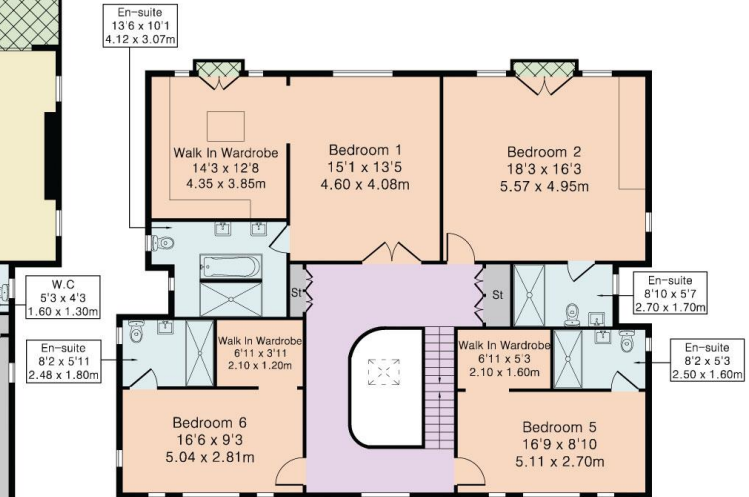 En-suite
13'6 x 10'1
4.12 x 3.07m
Walk In Wardrobe
14'3 x 12'8
4.35 x 3.85m
Bedroom 1
15'1 x 13'5
4.60 x 4.08m
Bedroom 2
18'3 x 16'3
5.57 x 4.95m
W.C
5'3 x 4'3
1.60 x 1.30m
St
St
En-suite
8'10 x 5'7
2.70 x 1.70m
En-suite
8'2 x 5'11
2.48 x 1.80m
Walk In Wardrobe
6'11 x 3'11
2.10 x 1.20m
Walk In Wardrobe
6'11 x 5'3
2.10 x 1.60m
En-suite
8'2 x 5'3
2.50 x 1.60m
Bedroom 6
16'6 x 9'3
5.04 x 2.81m
Bedroom 5
16'9 x 8'10
5.11 x 2.70m